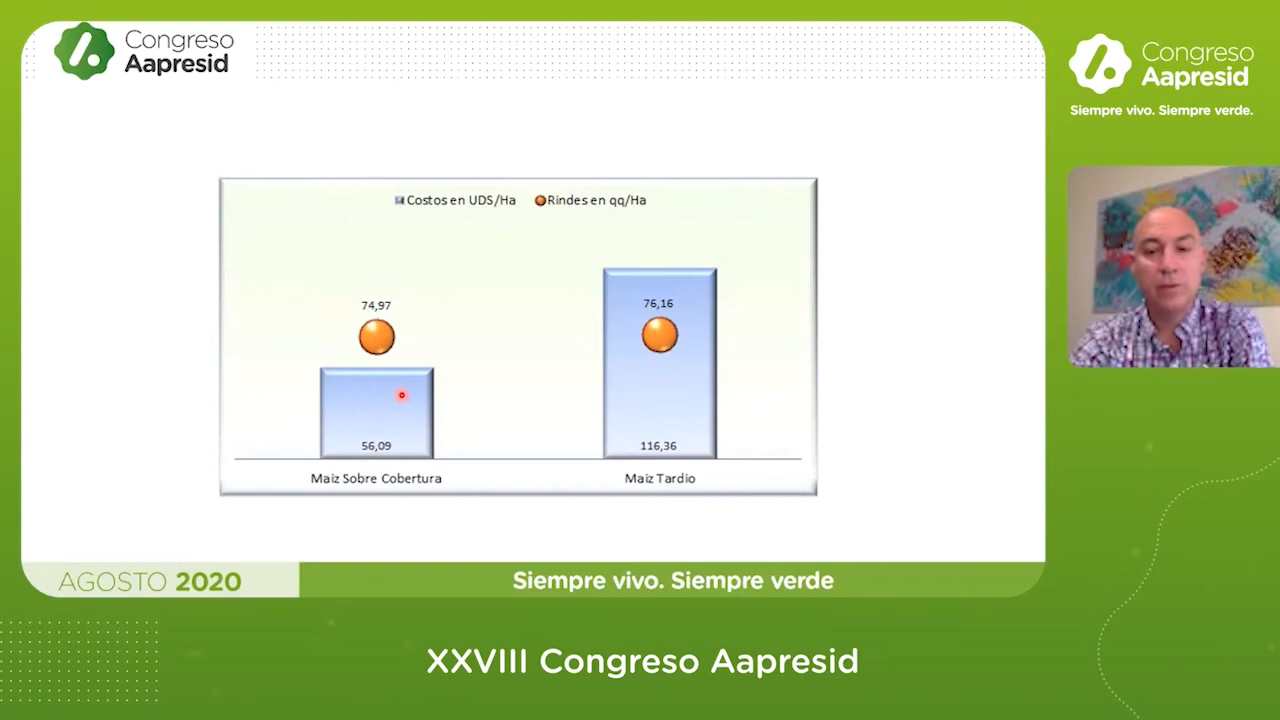 Congreso
Aapresid
Congreso
Aapresid
Siempre vivo. Siempre verde.
Costos en UDS/Ha
Rindes en qq/Ha
74,97
76,16
56,09
116,36
Maiz Sobre Cobertura
Maiz Tardio
AGOSTO 2020
Siempre vivo. Siempre verde
XXVIII Congreso Aapresid